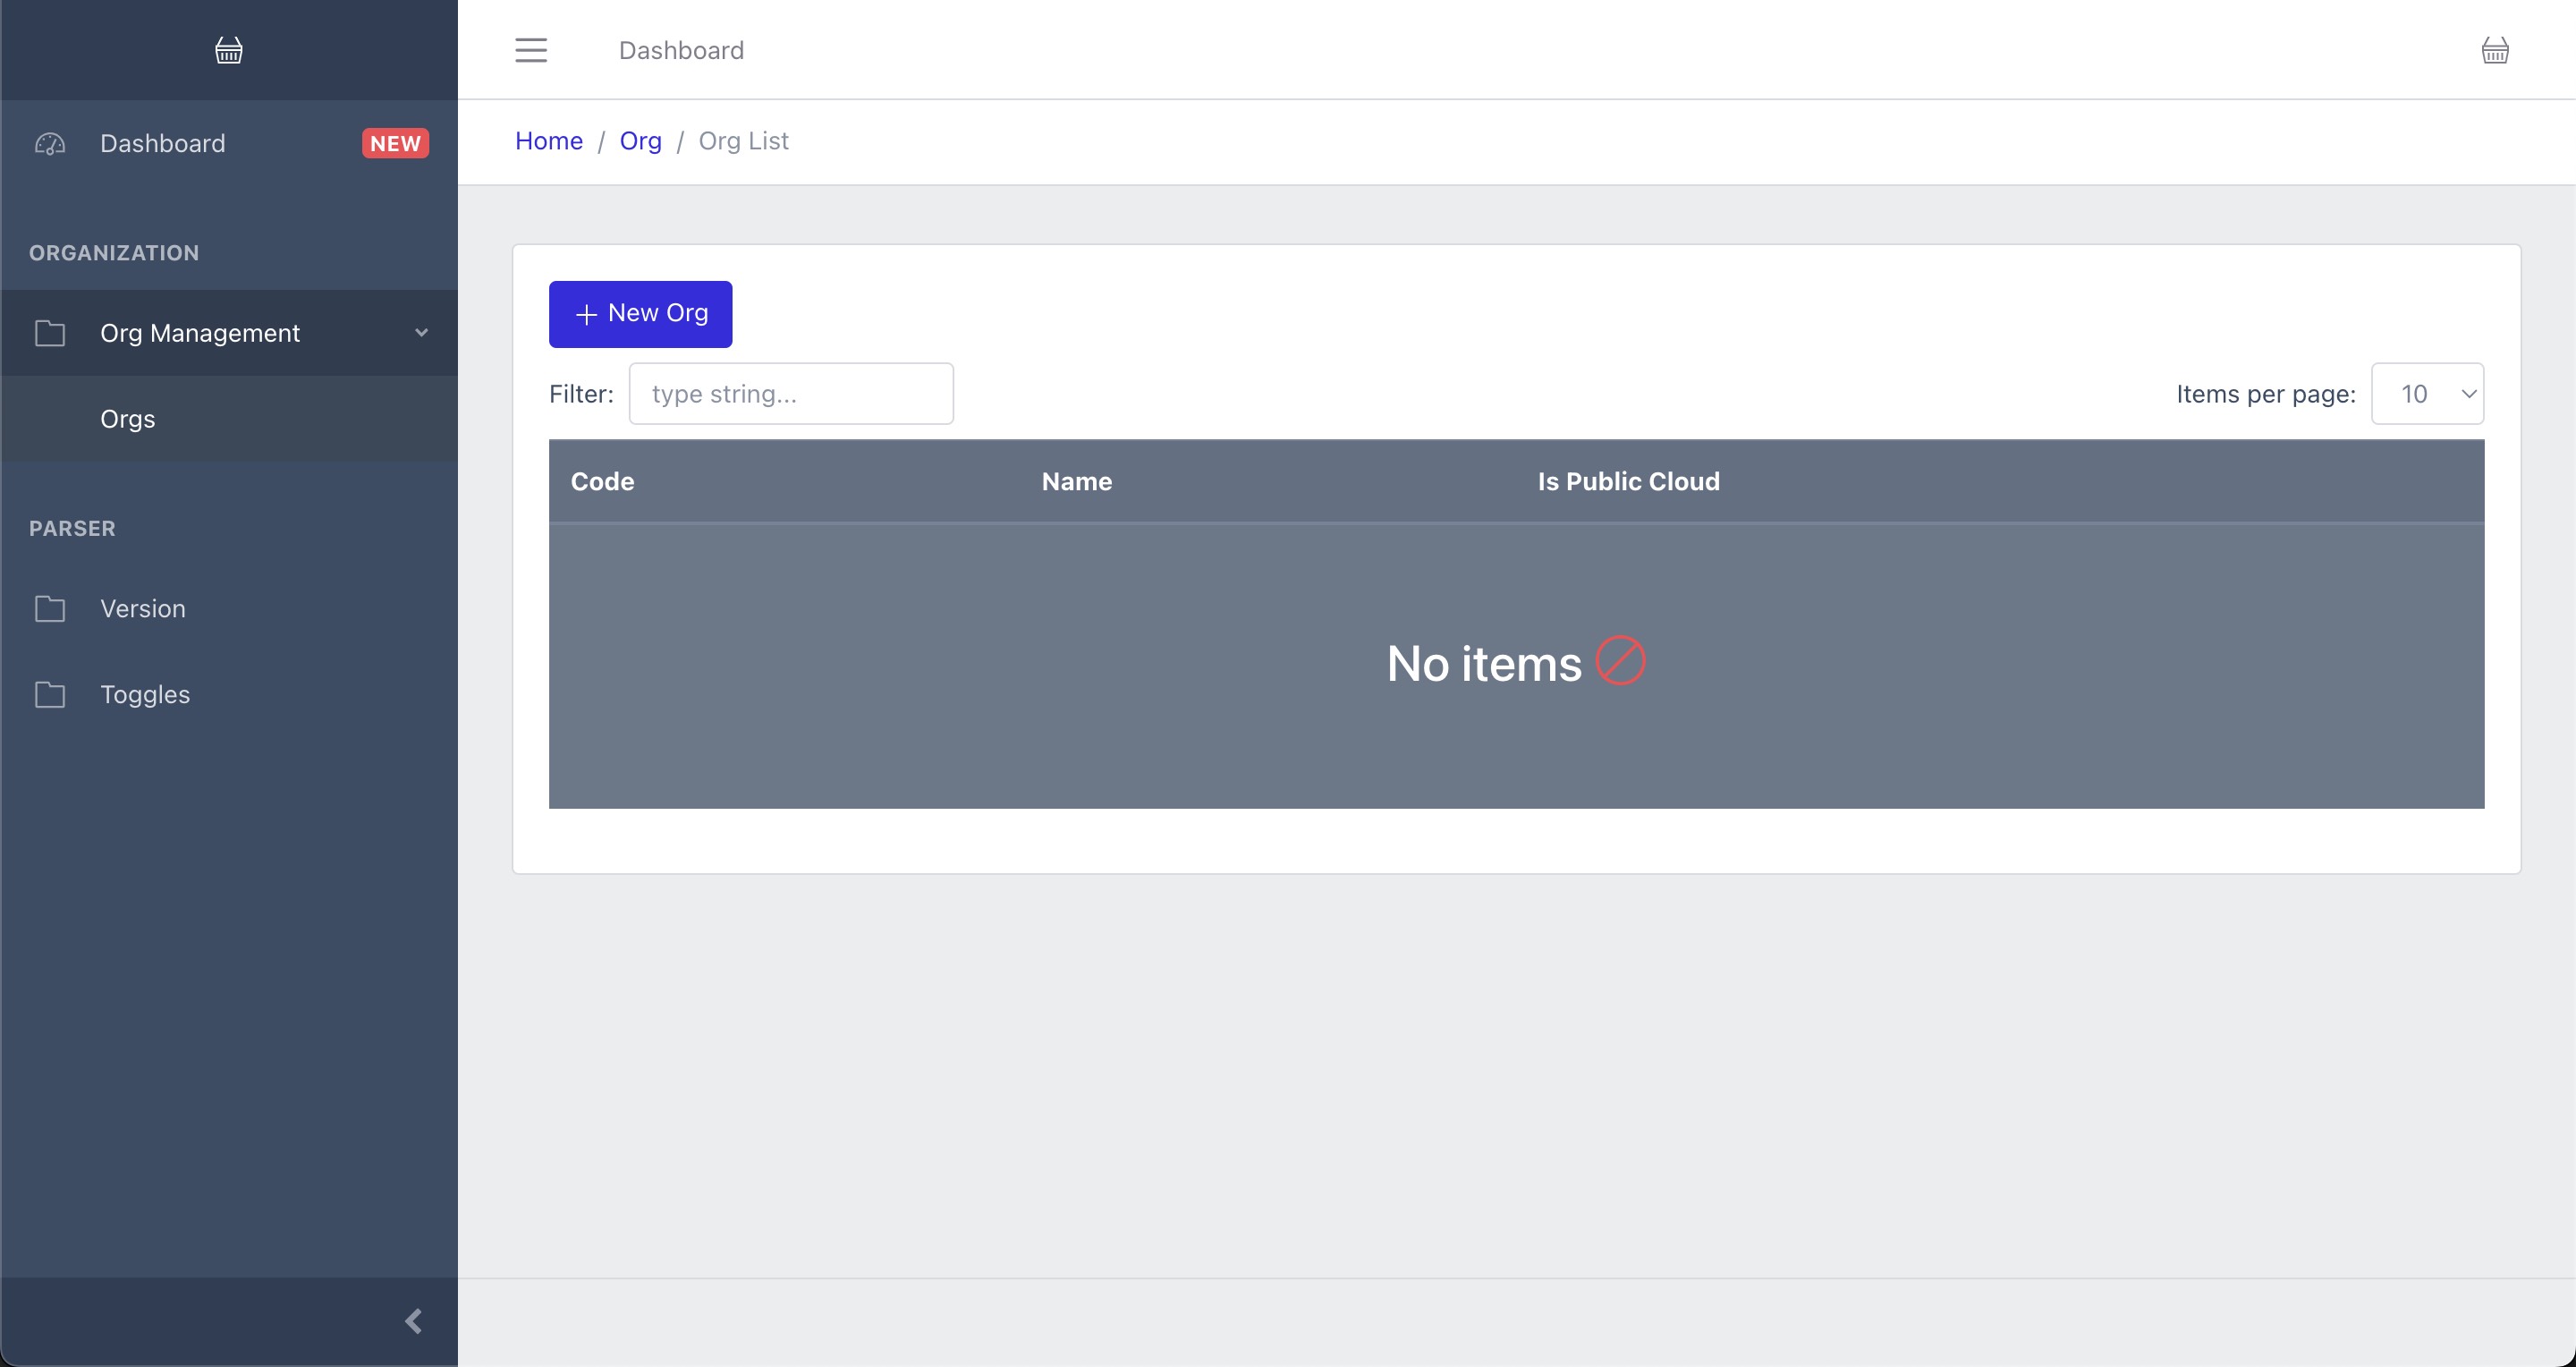 Dashboard
Dashboard NEW
Home / Org / Org List
ORGANIZATION
Org Management
Orgs
PARSER
Version
Toggles
+ New Org
Filter: type string... Items per page: 10
Code Name Is Public Cloud
No items